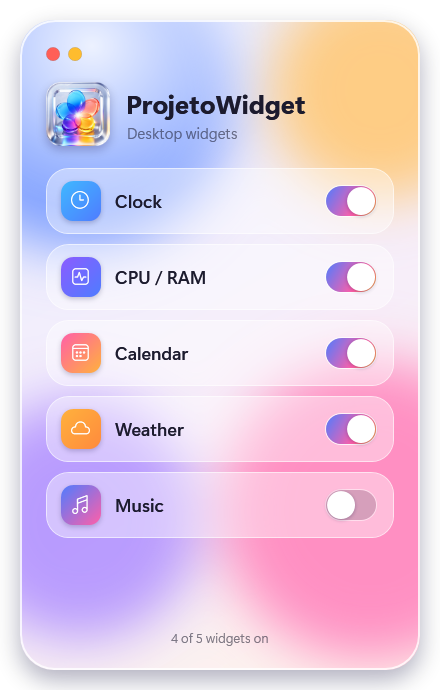 ProjetoWidget
Desktop widgets
Clock
CPU / RAM
Calendar
Weather
Music
4 of 5 widgets on